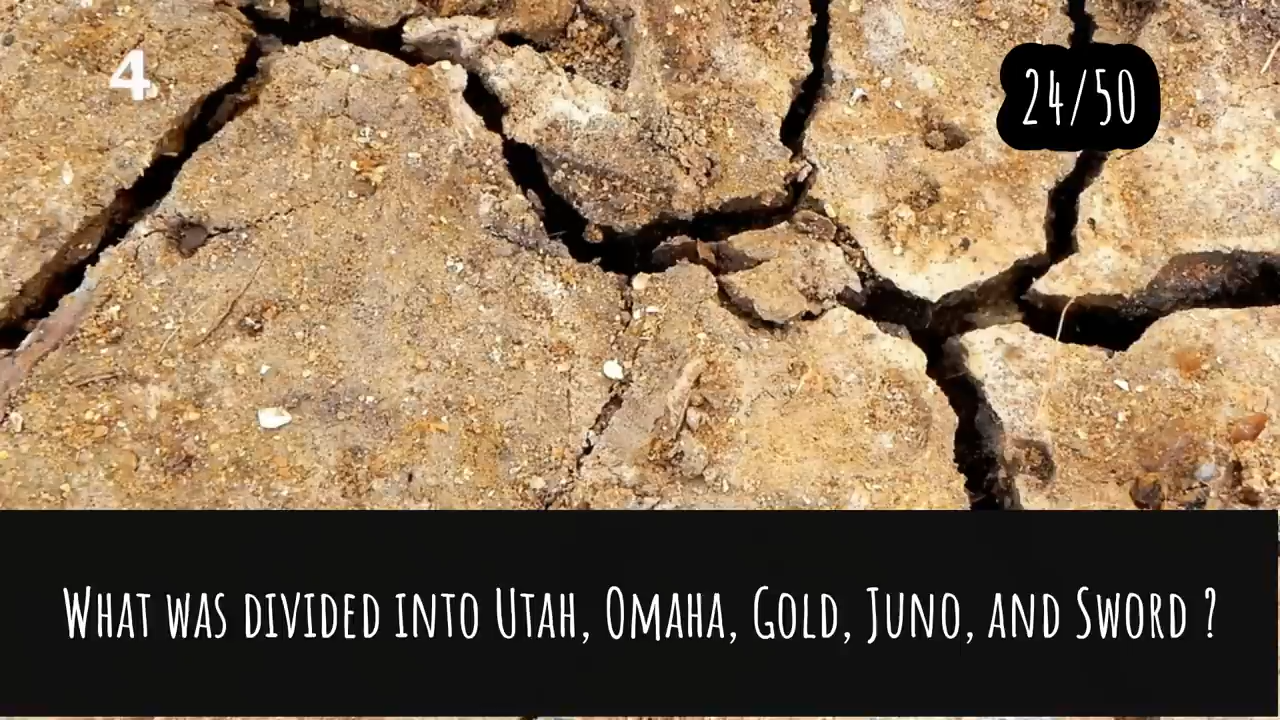 4
24/50
What was divided into Utah, Omaha, Gold, Juno, and Sword ?